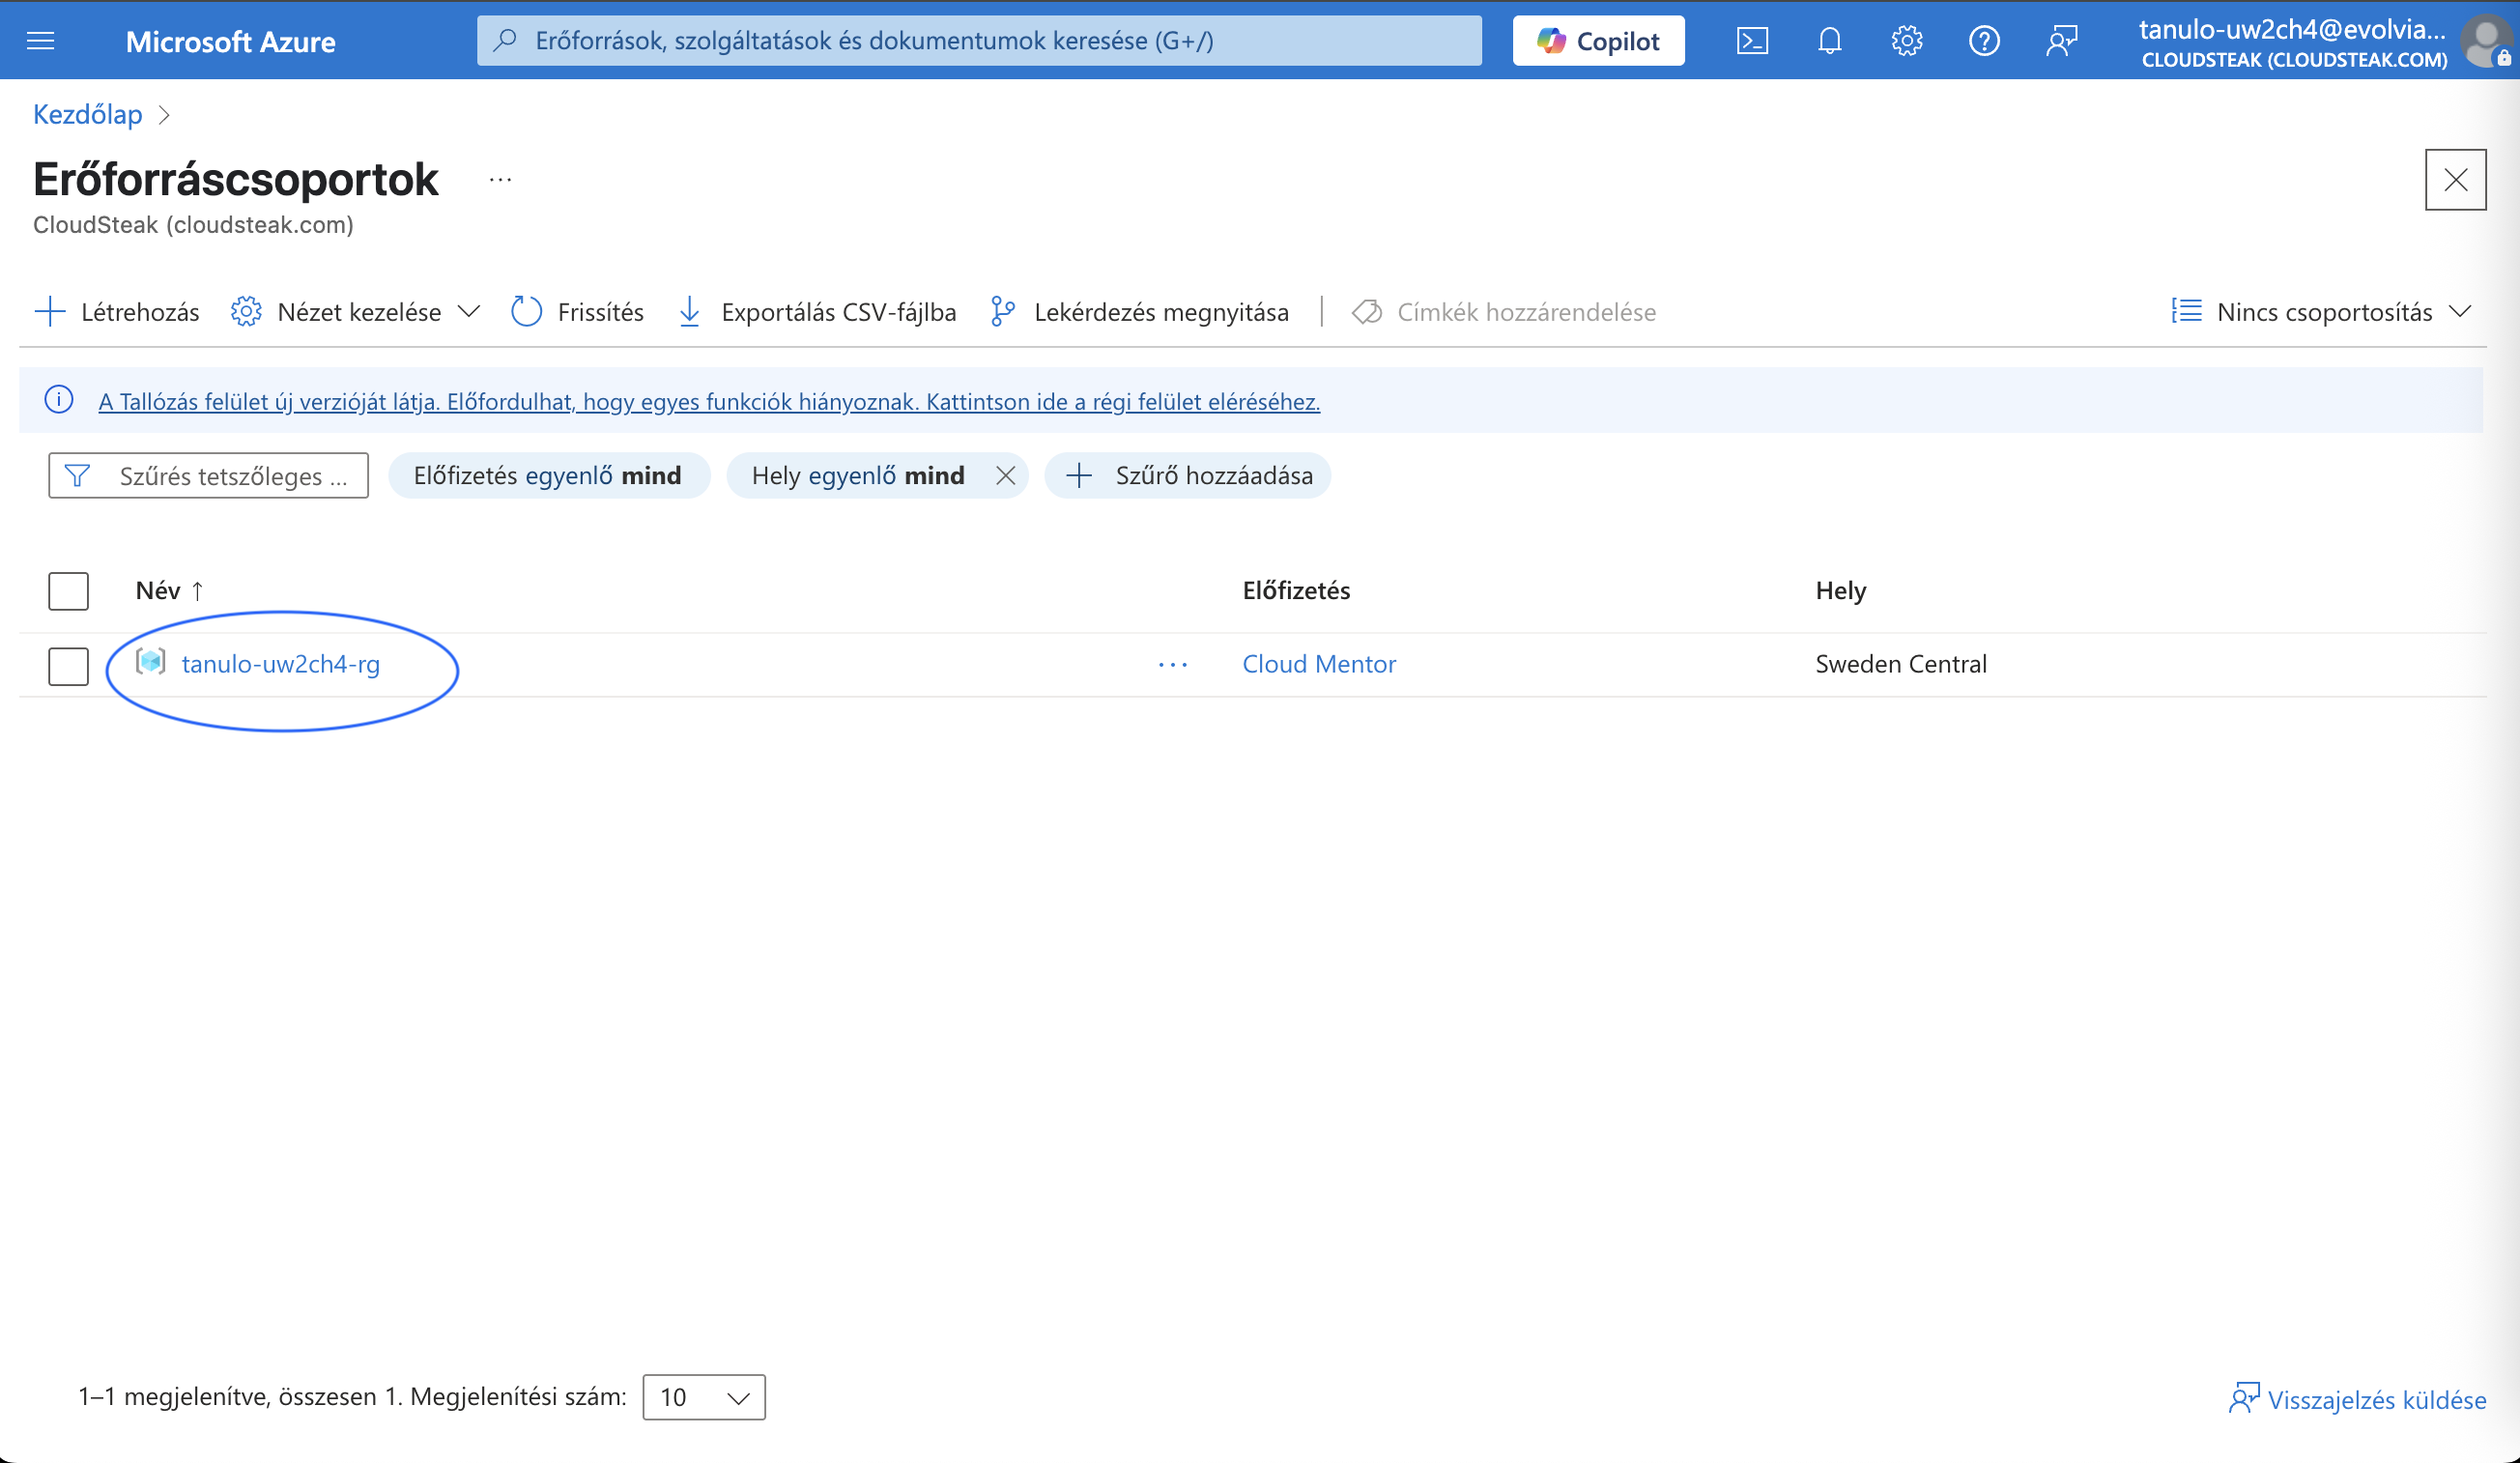 Microsoft Azure
Erőforrások, szolgáltatások és dokumentumok keresése (G+/)
Copilot
tanulo-uw2ch4@evolvia...
CLOUDSTEAK (CLOUDSTEAK.COM)
Kezdőlap
Erőforráscsoportok ...
CloudSteak (cloudsteak.com)
Létrehozás Nézet kezelése Frissítés Exportálás CSV-fájlba Lekérdezés megnyitása | Címkék hozzárendelése Nincs csoportosítás
A Tallózás felület új verzióját látja. Előfordulhat, hogy egyes funkciók hiányoznak. Kattintson ide a régi felület eléréséhez.
Szűrés tetszőleges ... Előfizetés egyenlő mind Hely egyenlő mind Szűrő hozzáadása
Név ↑ Előfizetés Hely
tanulo-uw2ch4-rg ... Cloud Mentor Sweden Central
1–1 megjelenítve, összesen 1. Megjelenítési szám: 10
Visszajelzés küldése